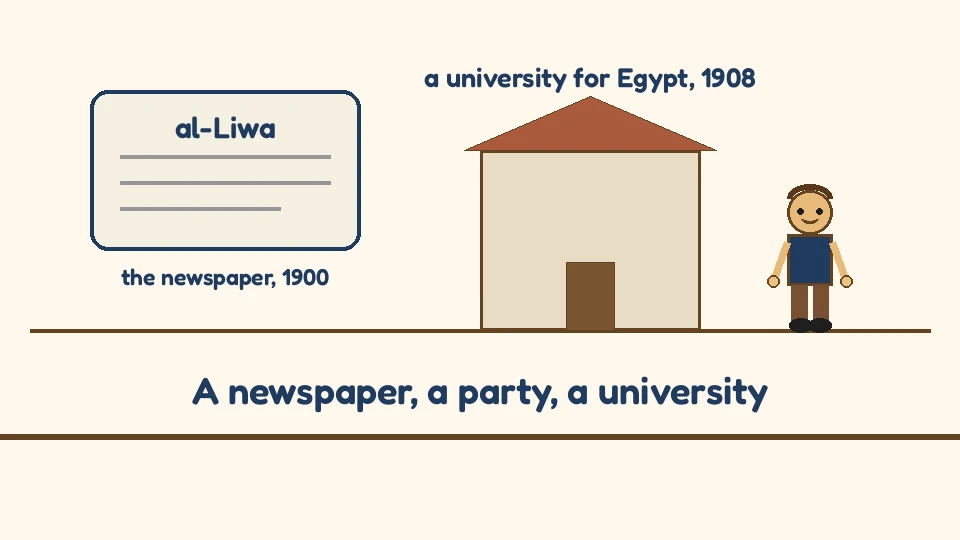 a university for Egypt, 1908
al-Liwa
the newspaper, 1900
A newspaper, a party, a university